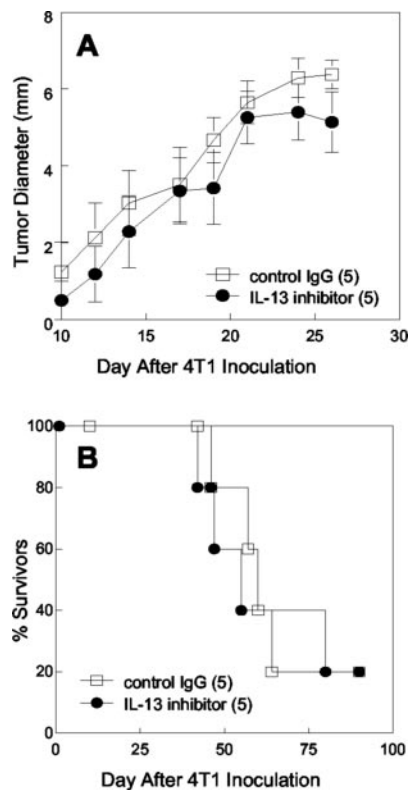 A
Tumor Diameter (mm)
8
6
4
2
0
10 15 20 25 30
control IgG (5)
IL-13 inhibitor (5)
Day After 4T1 Inoculation
B
% Survivors
100
80
60
40
20
0
0 25 50 75 100
control IgG (5)
IL-13 inhibitor (5)
Day After 4T1 Inoculation